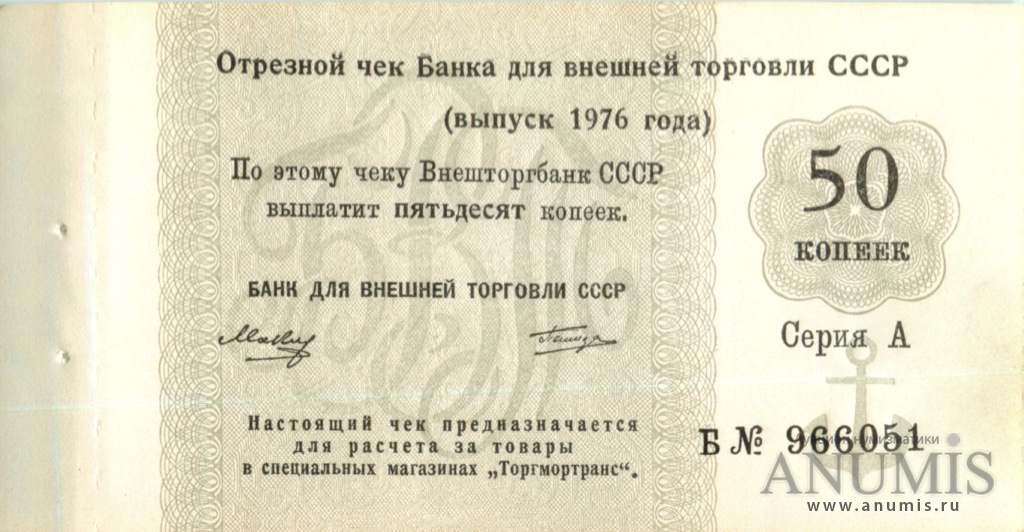 Отрезной чек Банка для внешней торговли СССР
(выпуск 1976 года)
По этому чеку Внешторгбанк СССР
выплатит пятьдесят копеек.
50
КОПЕЕК
БАНК ДЛЯ ВНЕШНЕЙ ТОРГОВЛИ СССР
Серия А
Настоящий чек предназначается
для расчета за товары
в специальных магазинах „Торгмортранс“.
Б № 966051
нумизматики
ANUMIS
www.anumis.ru